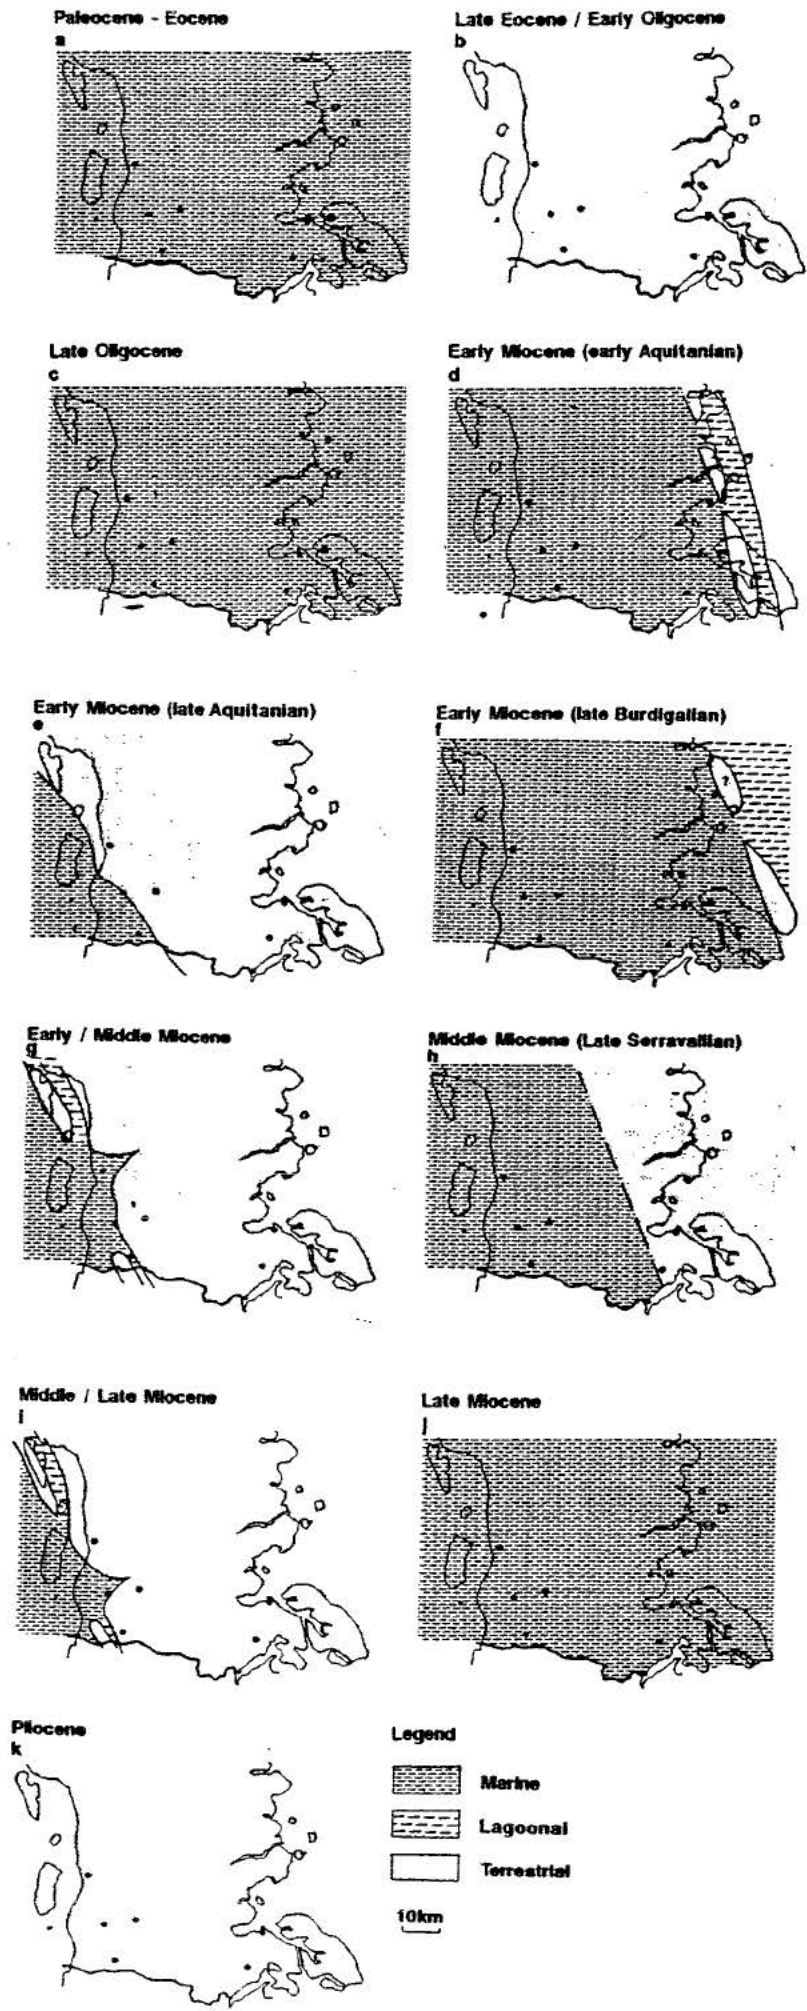 Paleocene - Eocene
a
Late Eocene / Early Oligocene
b
Late Oligocene
c
Early Miocene (early Aquitanian)
d
Early Miocene (late Aquitanian)
e
Early Miocene (late Burdigalian)
f
?
Early / Middle Miocene
g
Middle Miocene (Late Serravallian)
h
Middle / Late Miocene
i
Late Miocene
j
Pliocene
k
Legend
Marine
Lagoonal
Terrestrial
10km